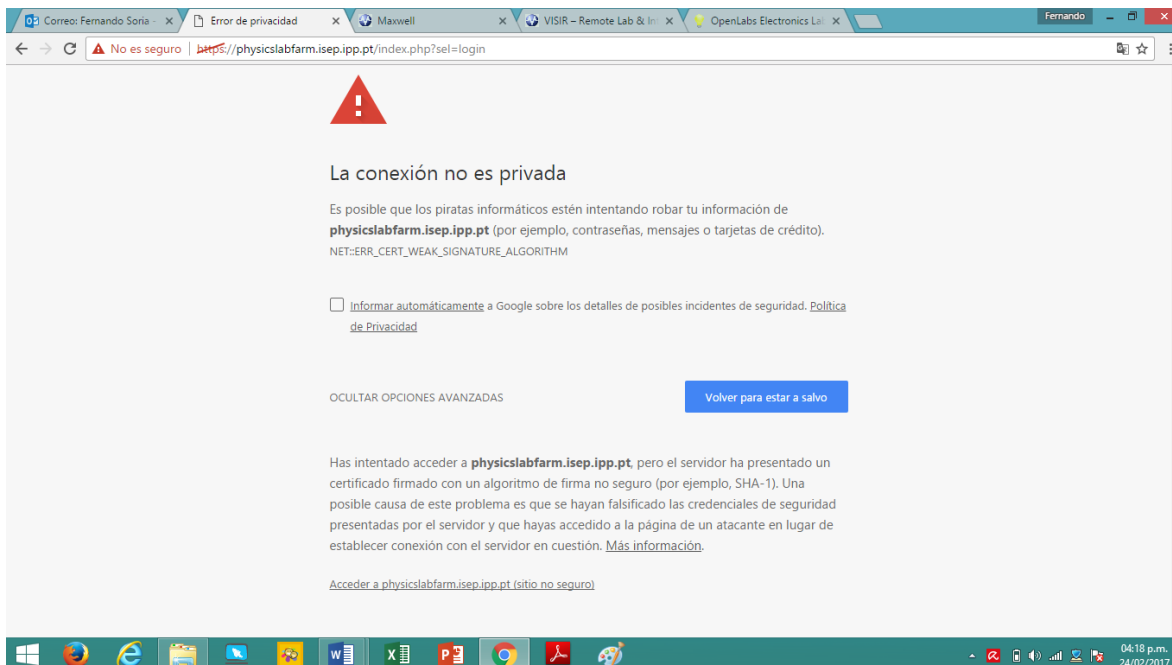 Correo: Fernando Soria -
Error de privacidad
Maxwell
VISIR – Remote Lab & In
OpenLabs Electronics La
Fernando
No es seguro | https://physicslabfarm.isep.ipp.pt/index.php?sel=login
La conexión no es privada
Es posible que los piratas informáticos estén intentando robar tu información de
physicslabfarm.isep.ipp.pt (por ejemplo, contraseñas, mensajes o tarjetas de crédito).
NET::ERR_CERT_WEAK_SIGNATURE_ALGORITHM
Informar automáticamente a Google sobre los detalles de posibles incidentes de seguridad. Política
de Privacidad
OCULTAR OPCIONES AVANZADAS
Volver para estar a salvo
Has intentado acceder a physicslabfarm.isep.ipp.pt, pero el servidor ha presentado un
certificado firmado con un algoritmo de firma no seguro (por ejemplo, SHA-1). Una
posible causa de este problema es que se hayan falsificado las credenciales de seguridad
presentadas por el servidor y que hayas accedido a la página de un atacante en lugar de
establecer conexión con el servidor en cuestión. Más información.
Acceder a physicslabfarm.isep.ipp.pt (sitio no seguro)
04:18 p.m.
24/02/2017